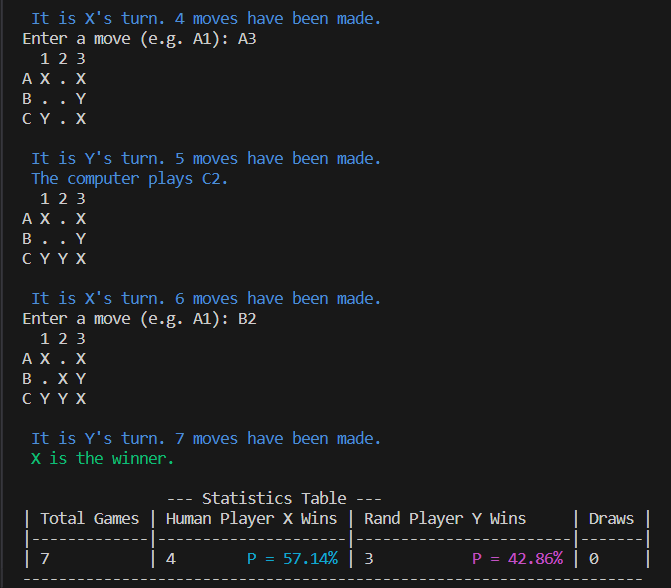 It is X's turn. 4 moves have been made.
Enter a move (e.g. A1): A3
1 2 3
A X . X
B . . Y
C Y . X
It is Y's turn. 5 moves have been made.
The computer plays C2.
1 2 3
A X . X
B . . Y
C Y Y X
It is X's turn. 6 moves have been made.
Enter a move (e.g. A1): B2
1 2 3
A X . X
B . X Y
C Y Y X
It is Y's turn. 7 moves have been made.
X is the winner.
--- Statistics Table ---
| Total Games | Human Player X Wins | Rand Player Y Wins | Draws |
|-------------|---------------------|------------------------|-------|
| 7 | 4 P = 57.14% | 3 P = 42.86% | 0 |
---------------------------------------------------------------------